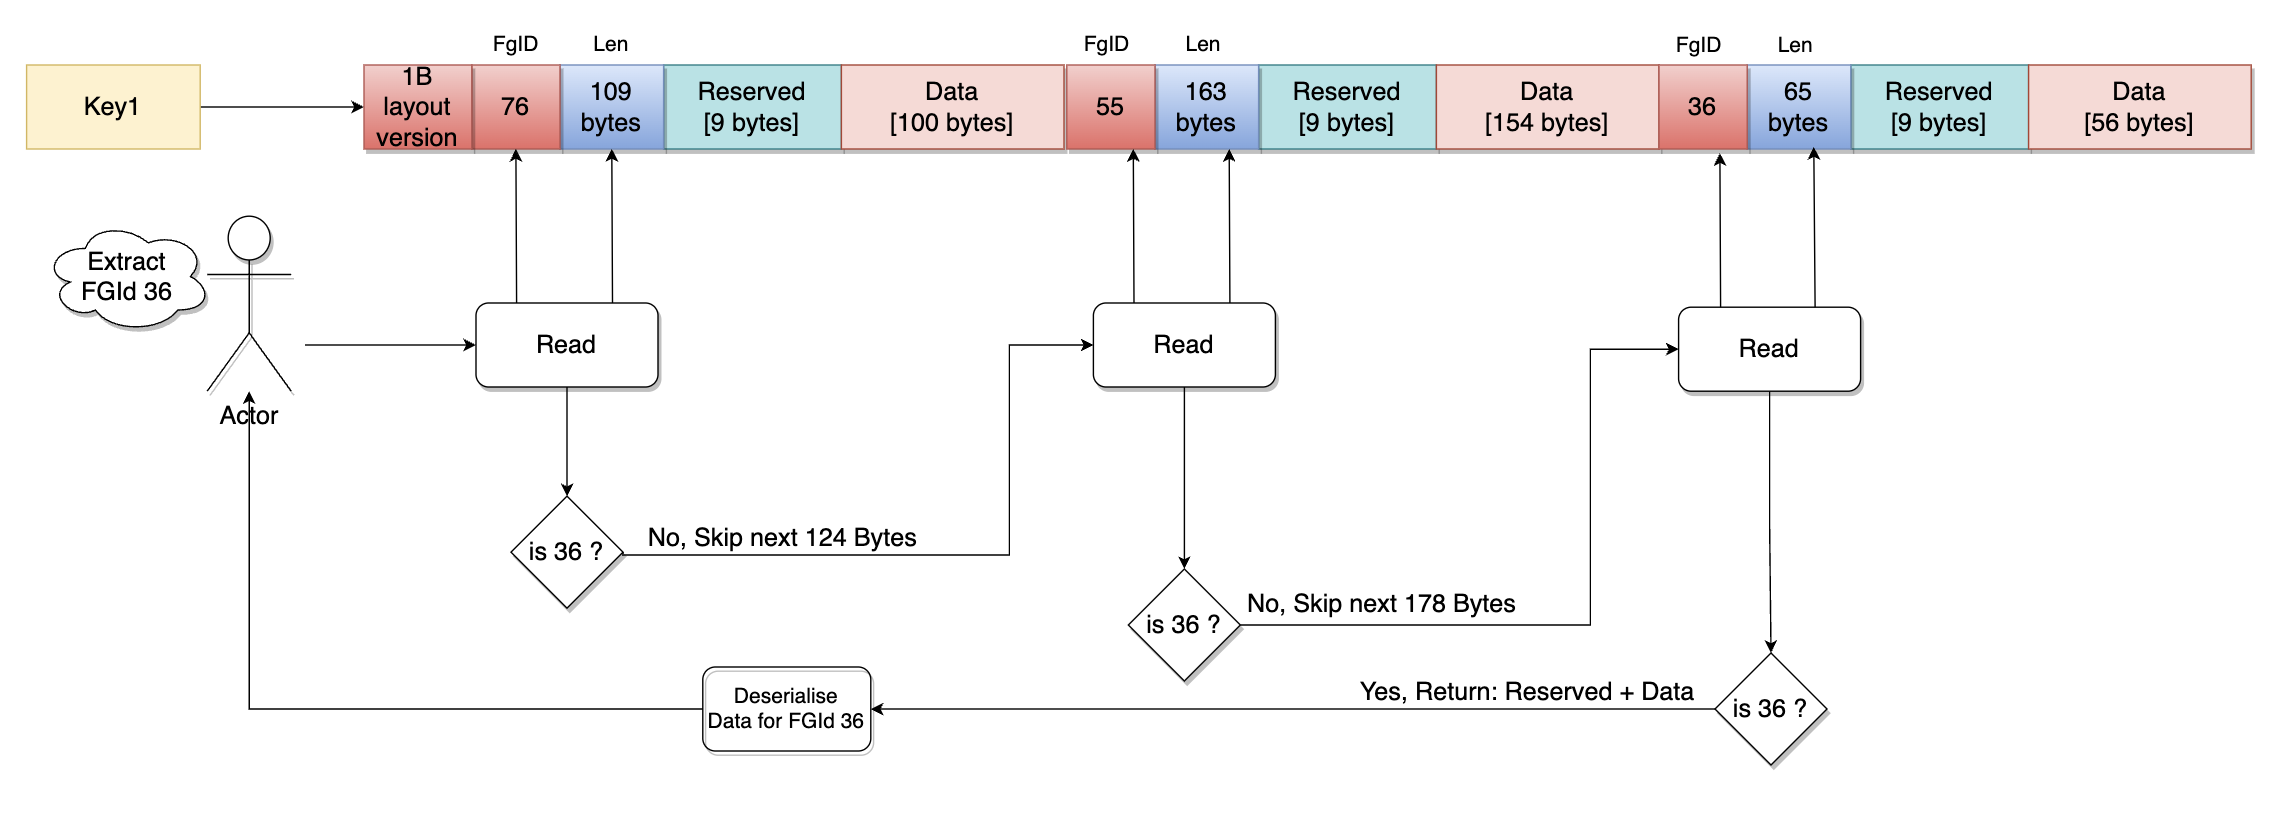 FgID
Len
FgID
Len
FgID
Len
Key1
1B
layout
version
76
109
bytes
Reserved
[9 bytes]
Data
[100 bytes]
55
163
bytes
Reserved
[9 bytes]
Data
[154 bytes]
36
65
bytes
Reserved
[9 bytes]
Data
[56 bytes]
Extract
FGId 36
Actor
Read
Read
Read
is 36 ?
No, Skip next 124 Bytes
is 36 ?
No, Skip next 178 Bytes
is 36 ?
Yes, Return: Reserved + Data
Deserialise
Data for FGId 36